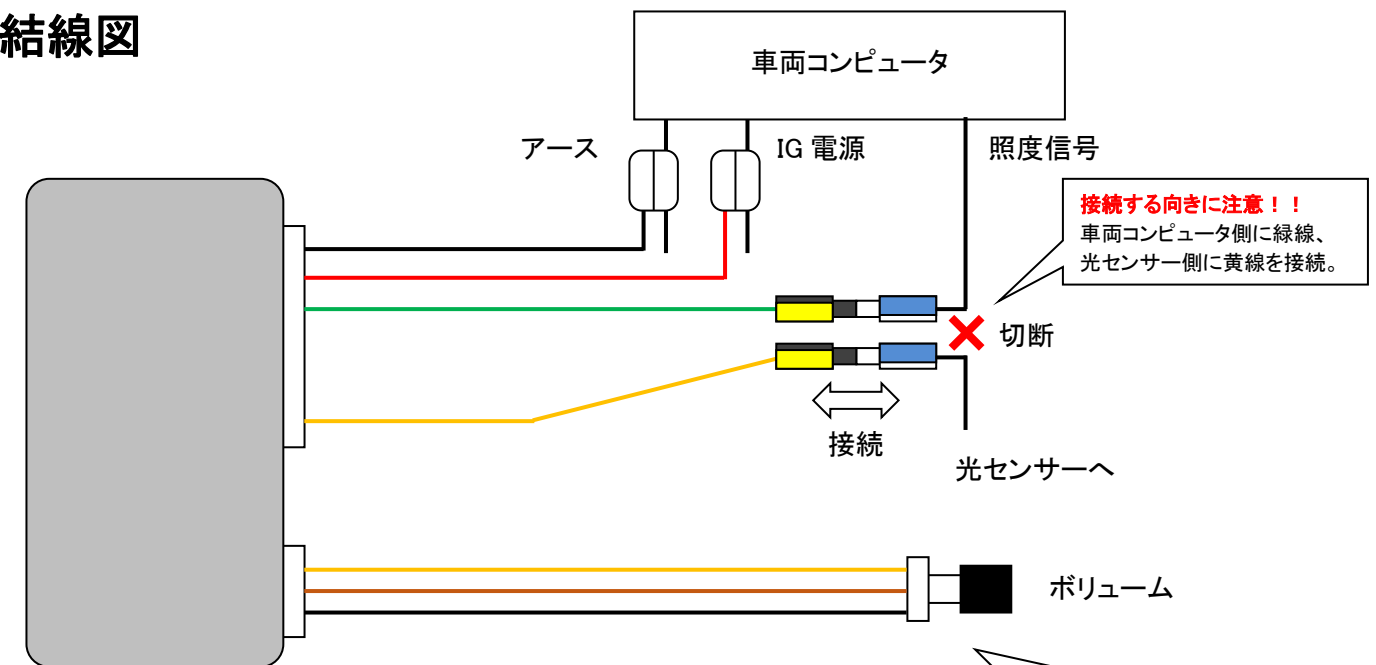 結線図
車両コンピュータ
アース
IG 電源
照度信号
接続する向きに注意！！
車両コンピュータ側に緑線、
光センサー側に黄線を接続。
切断
接続
光センサーへ
ボリューム